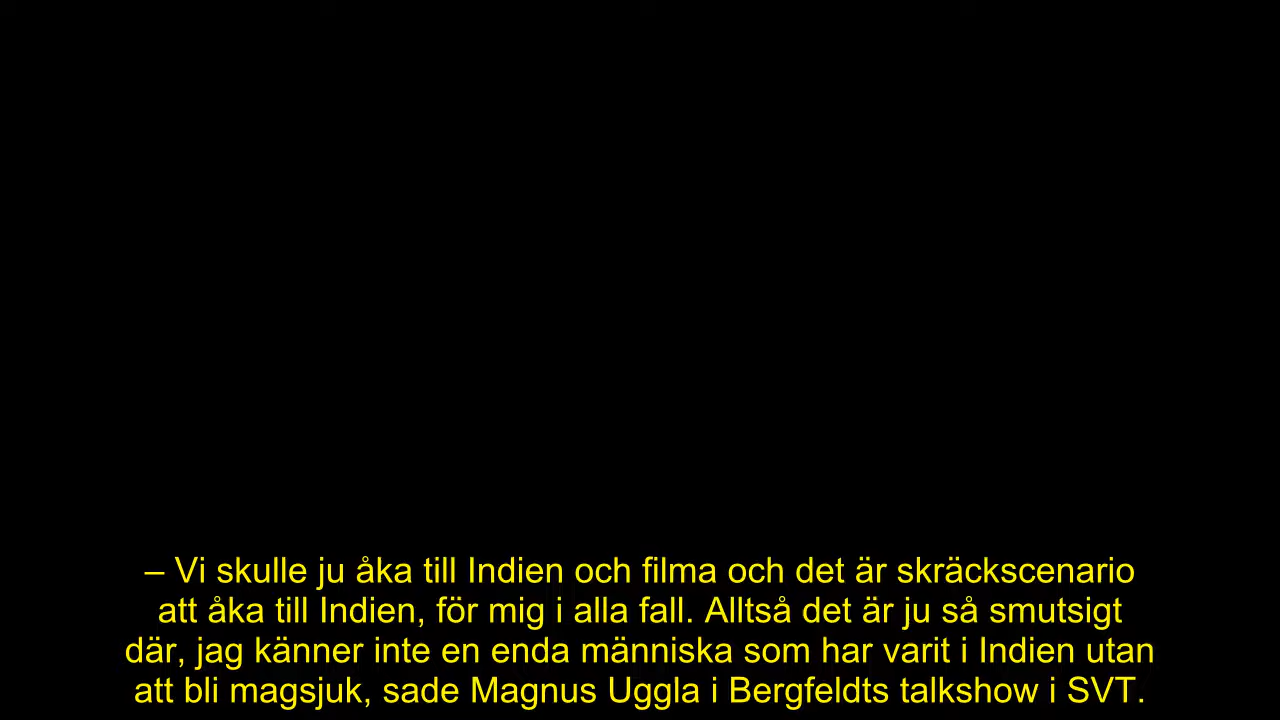 – Vi skulle ju åka till Indien och filma och det är skräckscenario
att åka till Indien, för mig i alla fall. Alltså det är ju så smutsigt
där, jag känner inte en enda människa som har varit i Indien utan
att bli magsjuk, sade Magnus Uggla i Bergfeldts talkshow i SVT.